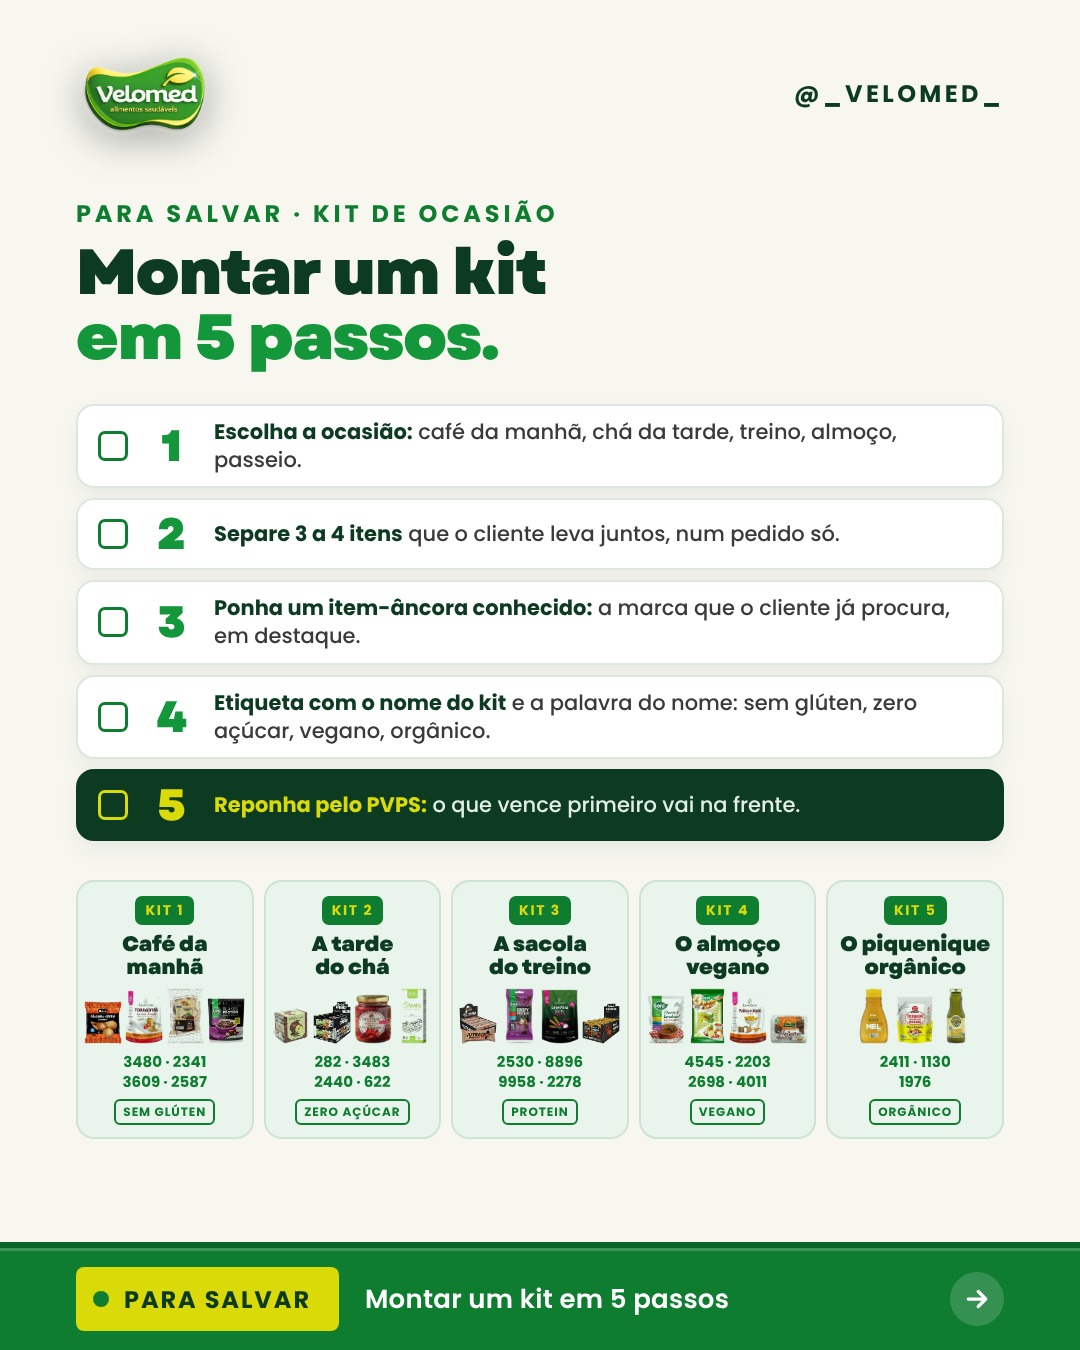 Velomed
alimentos saudáveis
@_VELOMED_
PARA SALVAR · KIT DE OCASIÃO
Montar um kit
em 5 passos.
1 Escolha a ocasião: café da manhã, chá da tarde, treino, almoço,
passeio.
2 Separe 3 a 4 itens que o cliente leva juntos, num pedido só.
3 Ponha um item-âncora conhecido: a marca que o cliente já procura,
em destaque.
4 Etiqueta com o nome do kit e a palavra do nome: sem glúten, zero
açúcar, vegano, orgânico.
5 Reponha pelo PVPS: o que vence primeiro vai na frente.
KIT 1
Café da
manhã
3480 · 2341
3609 · 2587
SEM GLÚTEN
KIT 2
A tarde
do chá
282 · 3483
2440 · 622
ZERO AÇÚCAR
KIT 3
A sacola
do treino
2530 · 8896
9958 · 2278
PROTEIN
KIT 4
O almoço
vegano
4545 · 2203
2698 · 4011
VEGANO
KIT 5
O piquenique
orgânico
MEL
2411 · 1130
1976
ORGÂNICO
PARA SALVAR
Montar um kit em 5 passos